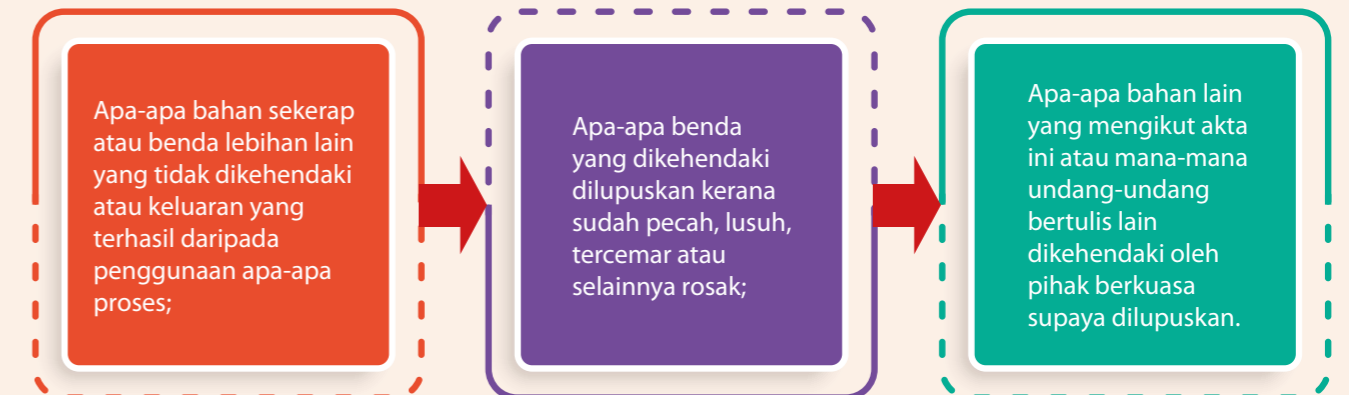 Apa-apa bahan sekerap
atau benda lebihan lain
yang tidak dikehendaki
atau keluaran yang
terhasil daripada
penggunaan apa-apa
proses;
Apa-apa benda
yang dikehendaki
dilupuskan kerana
sudah pecah, lusuh,
tercemar atau
selainnya rosak;
Apa-apa bahan lain
yang mengikut akta
ini atau mana-mana
undang-undang
bertulis lain
dikehendaki oleh
pihak berkuasa
supaya dilupuskan.